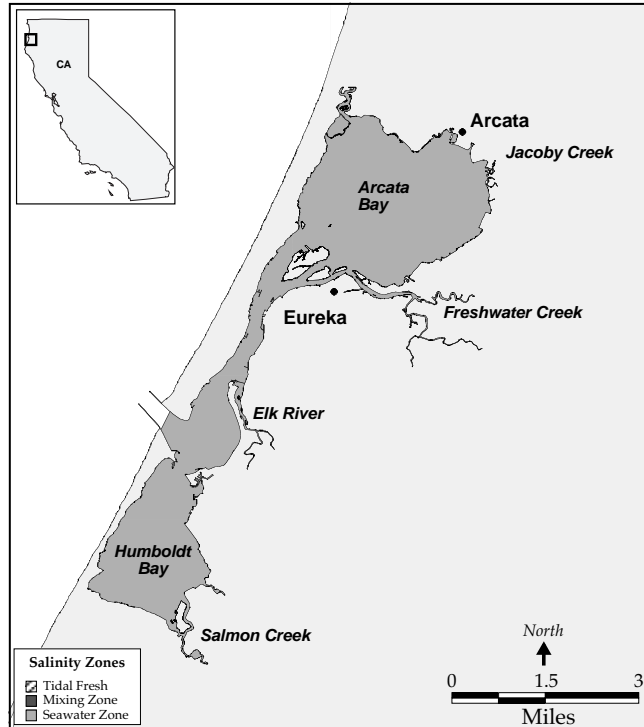 CA
Arcata
Jacoby Creek
Arcata
Bay
Eureka
Freshwater Creek
Elk River
Humboldt
Bay
Salmon Creek
Salinity Zones
Tidal Fresh
Mixing Zone
Seawater Zone
North
0 1.5 3
Miles